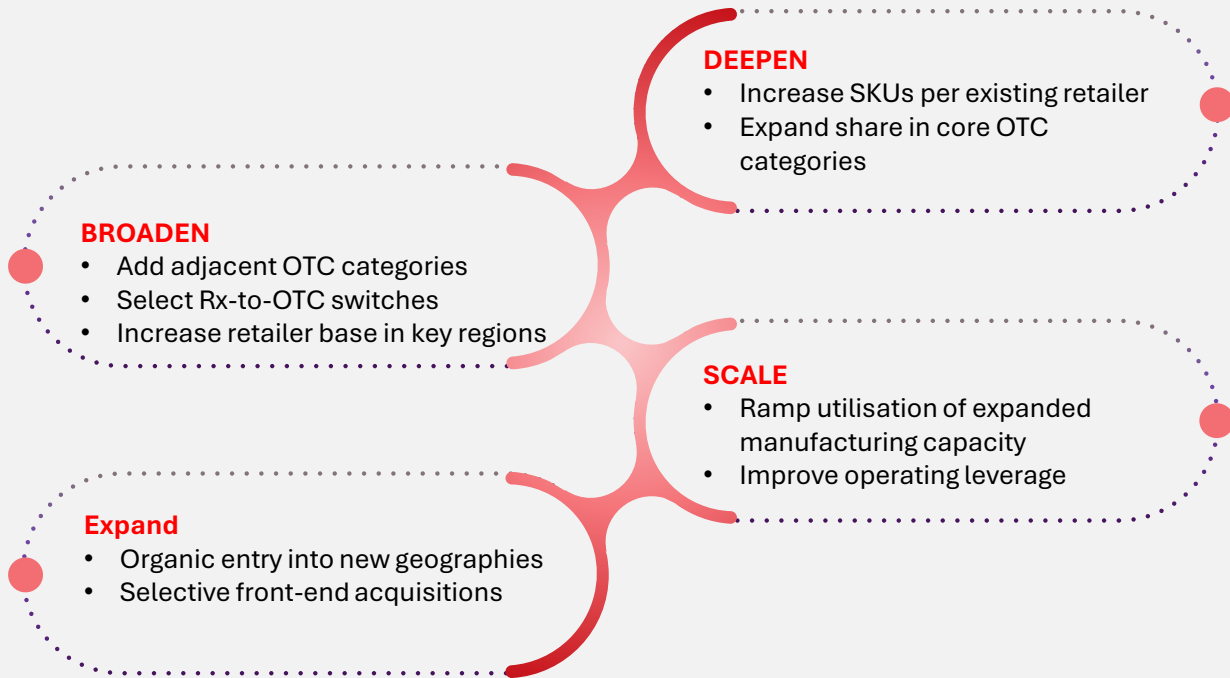 DEEPEN
• Increase SKUs per existing retailer
• Expand share in core OTC
categories
BROADEN
• Add adjacent OTC categories
• Select Rx-to-OTC switches
• Increase retailer base in key regions
SCALE
• Ramp utilisation of expanded
manufacturing capacity
• Improve operating leverage
Expand
• Organic entry into new geographies
• Selective front-end acquisitions